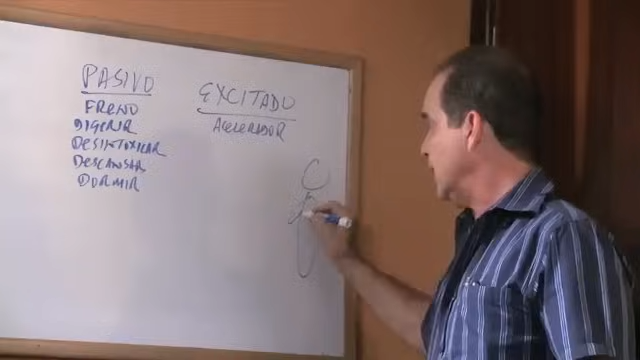 PASIVO
FRENO
DIGERIR
DESINTOXICAR
DESCANSAR
DORMIR
EXCITADO
ACELERADOR